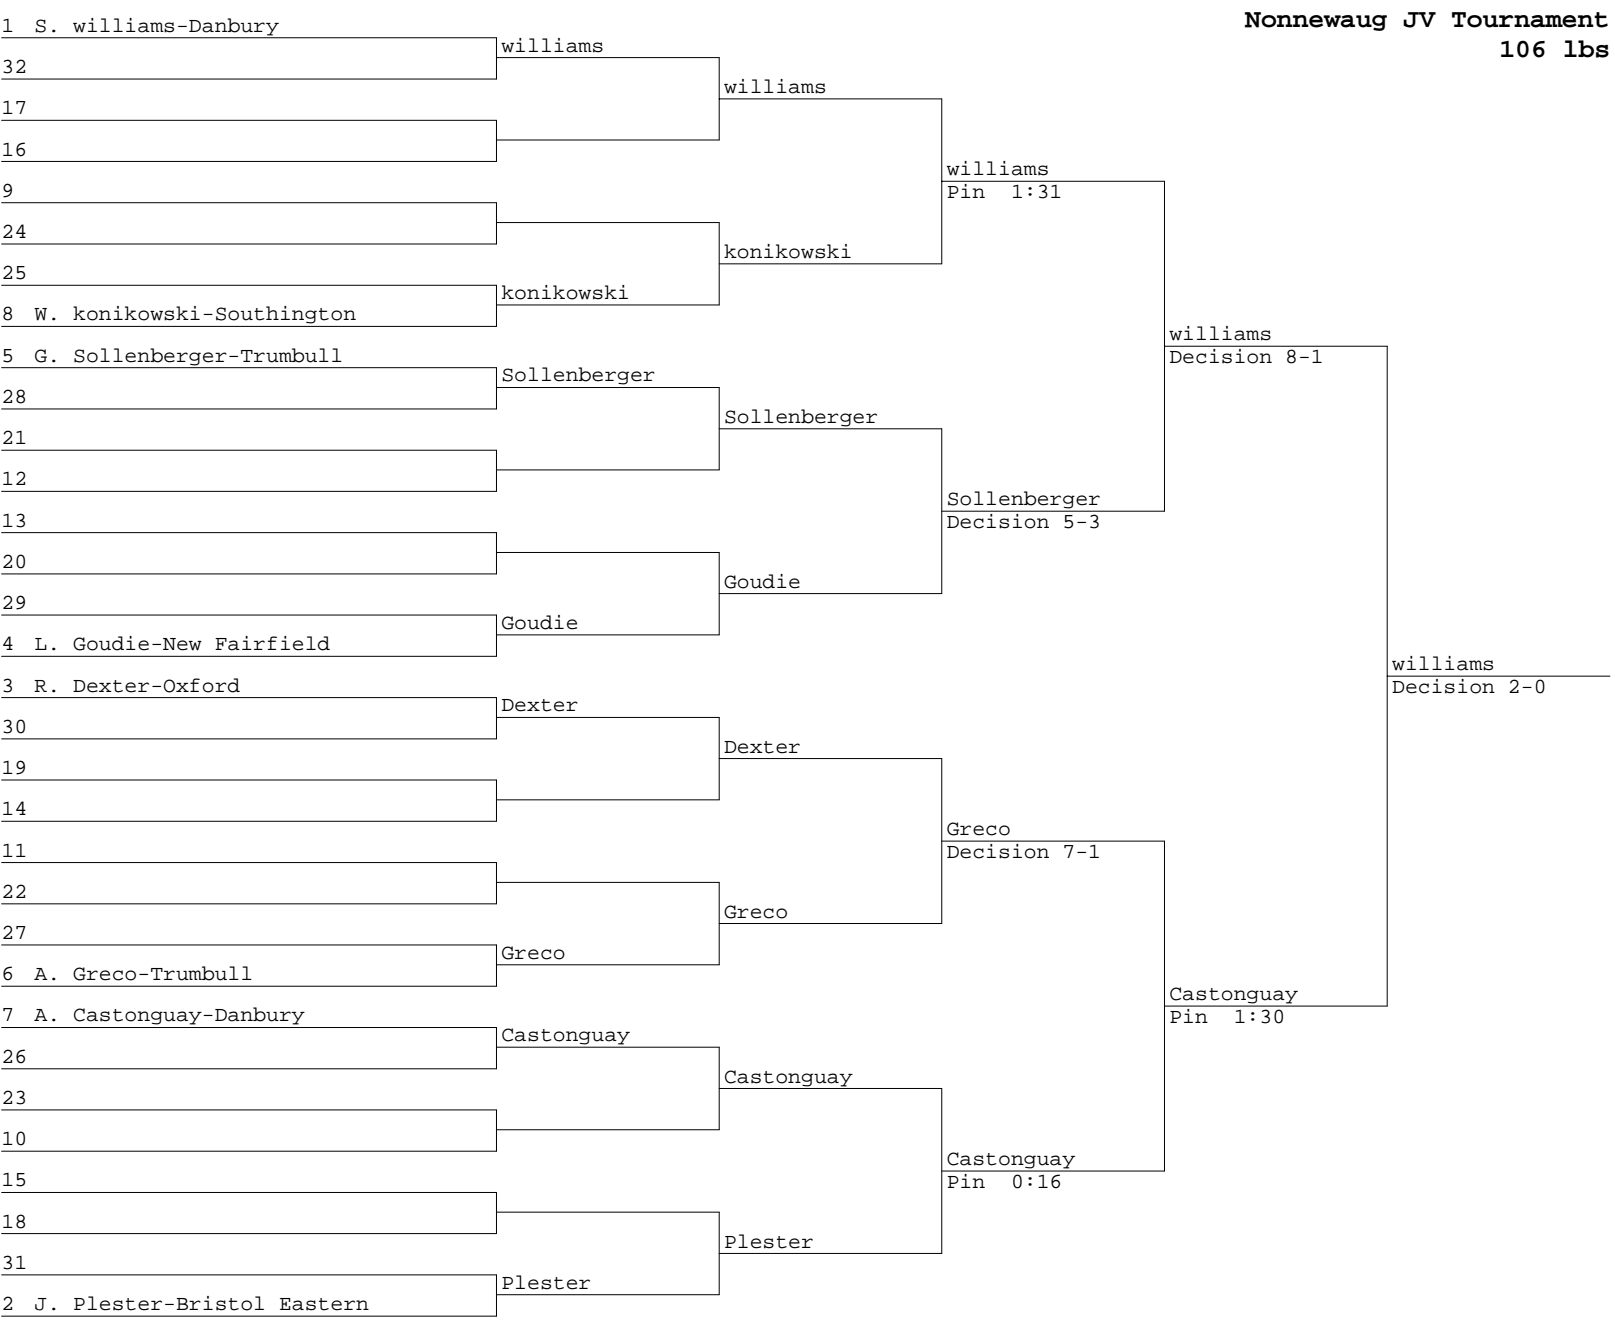 Nonnewaug JV Tournament
106 lbs
1 S. williams-Danbury
32
17
16
9
24
25
8 W. konikowski-Southington
5 G. Sollenberger-Trumbull
28
21
12
13
20
29
4 L. Goudie-New Fairfield
3 R. Dexter-Oxford
30
19
14
11
22
27
6 A. Greco-Trumbull
7 A. Castonguay-Danbury
26
23
10
15
18
31
2 J. Plester-Bristol Eastern
williams
konikowski
Sollenberger
Goudie
Dexter
Greco
Castonguay
Plester
williams
konikowski
Sollenberger
Goudie
Dexter
Greco
Castonguay
Plester
williams
Pin 1:31
Sollenberger
Decision 5-3
Greco
Decision 7-1
Castonguay
Pin 0:16
williams
Decision 8-1
Castonguay
Pin 1:30
williams
Decision 2-0